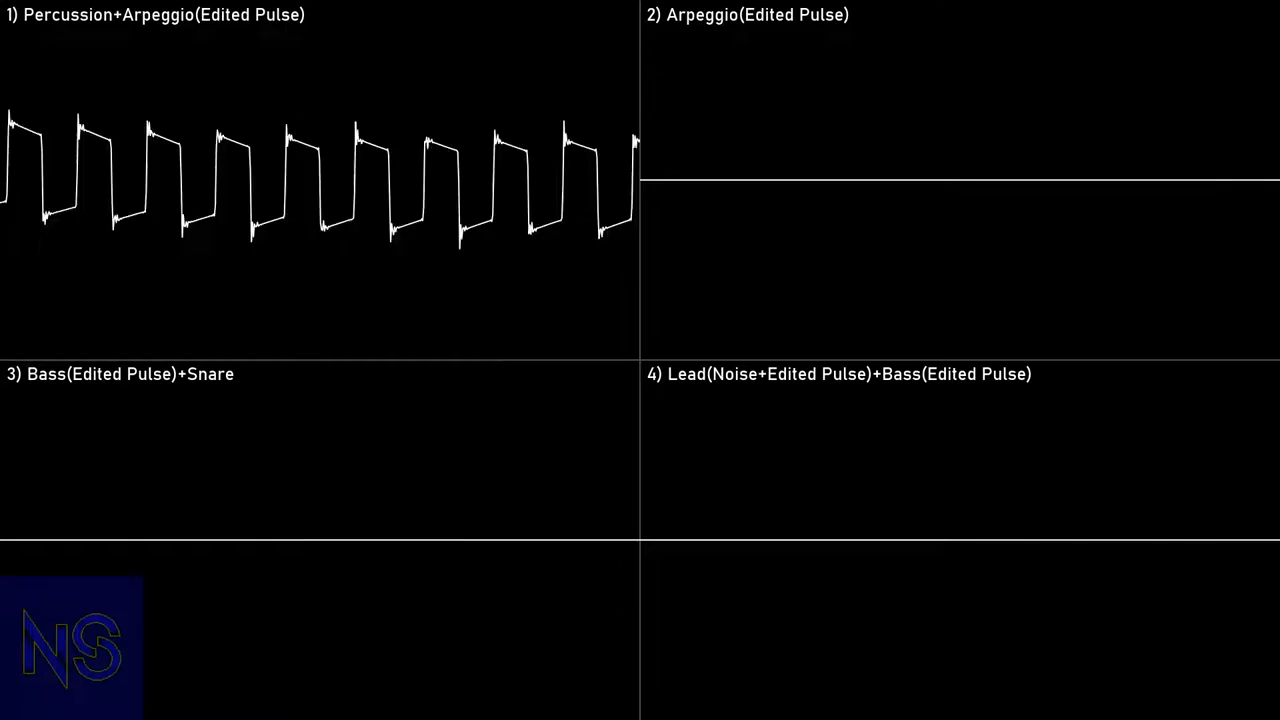 1) Percussion+Arpeggio(Edited Pulse)
2) Arpeggio(Edited Pulse)
3) Bass(Edited Pulse)+Snare
4) Lead(Noise+Edited Pulse)+Bass(Edited Pulse)
NS